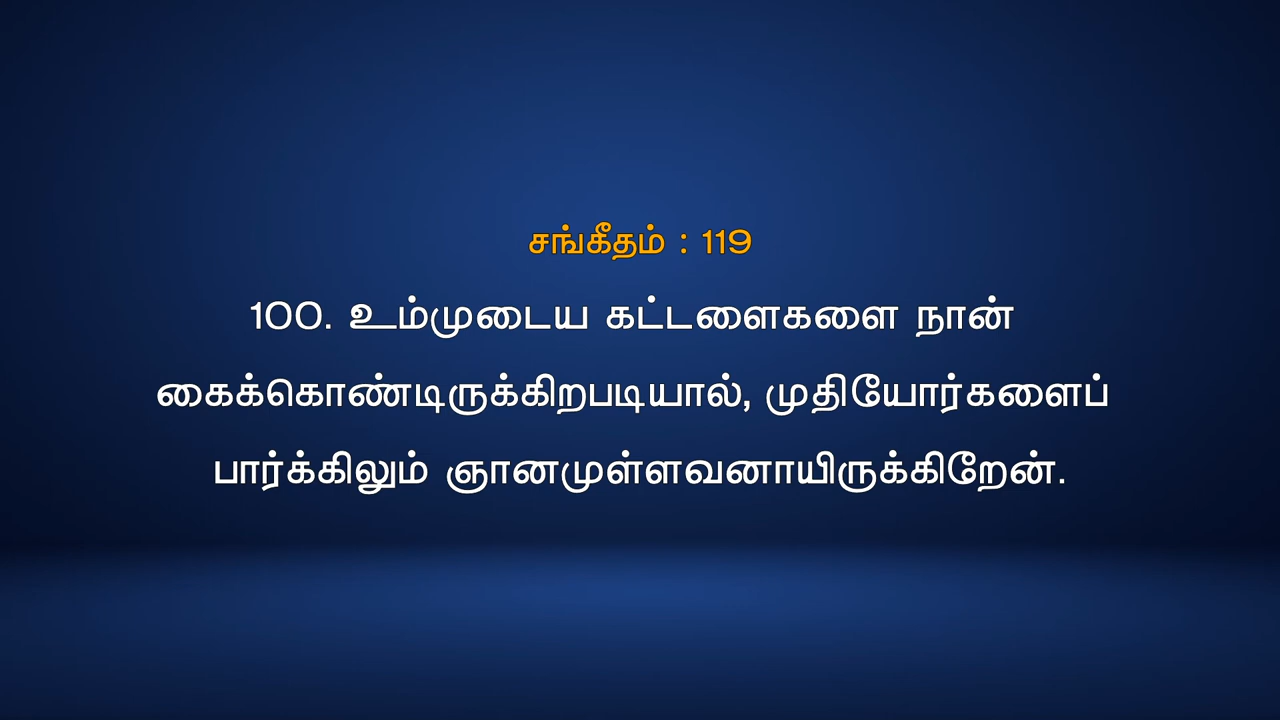 சங்கீதம் : 119
100. உம்முடைய கட்டளைகளை நான்
கைக்கொண்டிருக்கிறபடியால், முதியோர்களைப்
பார்க்கிலும் ஞானமுள்ளவனாயிருக்கிறேன்.